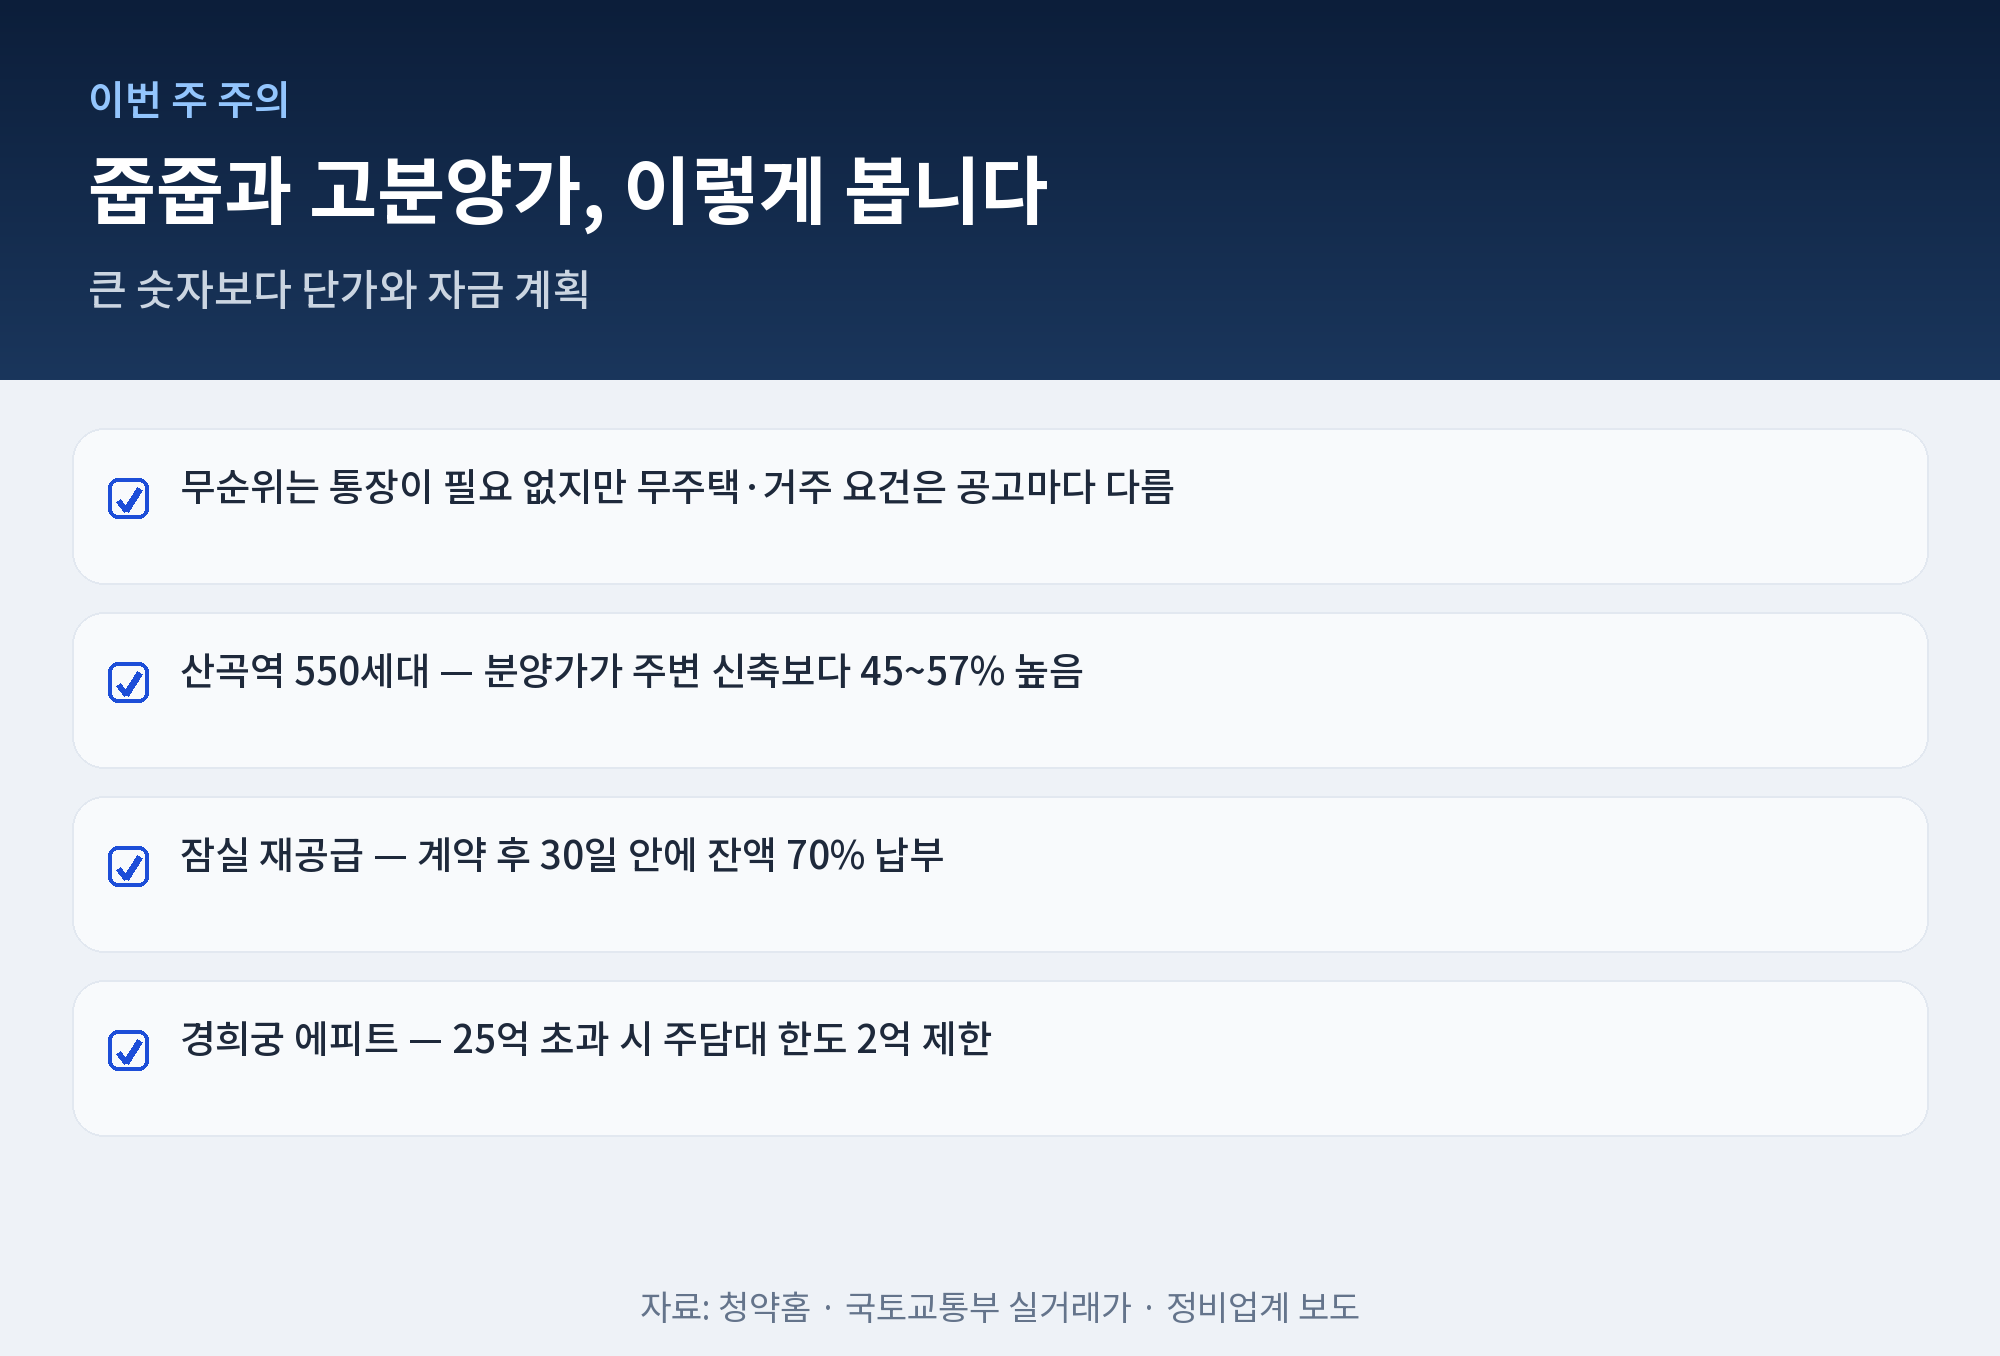 이번 주 주의
줍줍과 고분양가, 이렇게 봅니다
큰 숫자보다 단가와 자금 계획
무순위는 통장이 필요 없지만 무주택·거주 요건은 공고마다 다름
산곡역 550세대 — 분양가가 주변 신축보다 45~57% 높음
잠실 재공급 — 계약 후 30일 안에 잔액 70% 납부
경희궁 에피트 — 25억 초과 시 주담대 한도 2억 제한
자료: 청약홈 · 국토교통부 실거래가 · 정비업계 보도